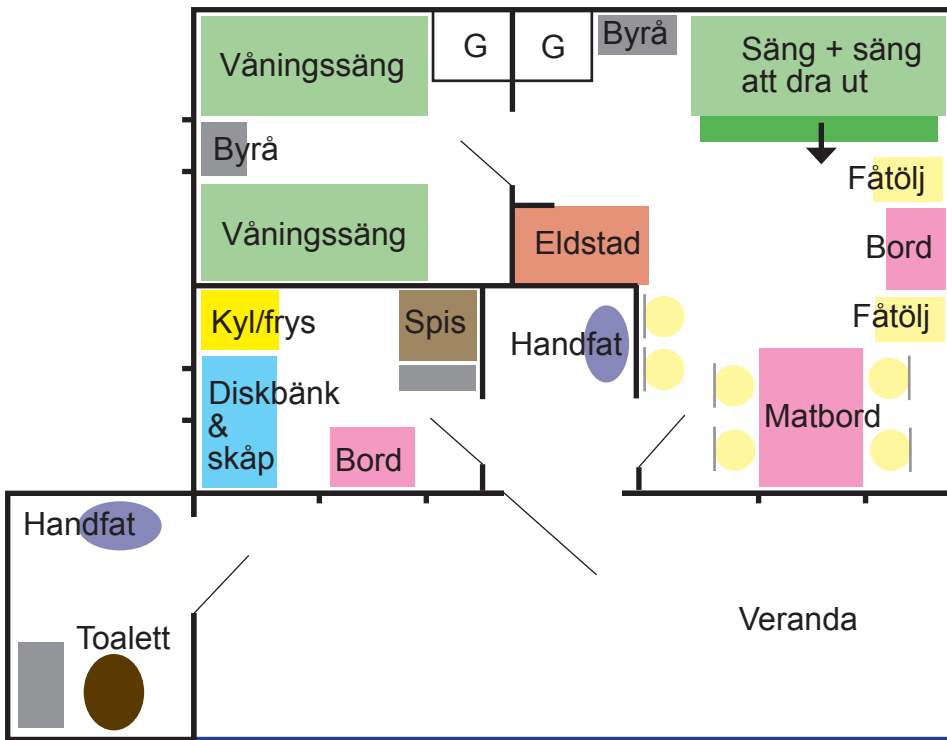 Våningssäng
G
G
Byrå
Säng + säng
att dra ut
Byrå
Fåtölj
Våningssäng
Eldstad
Bord
Kyl/frys
Spis
Handfat
Fåtölj
Diskbänk
&
skåp
Bord
Matbord
Handfat
Toalett
Veranda